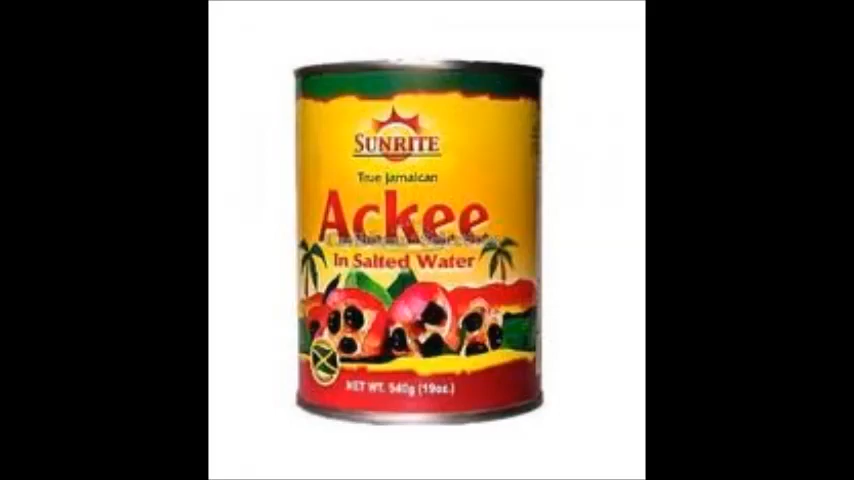 SUNRITE
True Jamaican
Ackee
In Salted Water
NET WT. 540g (19oz.)